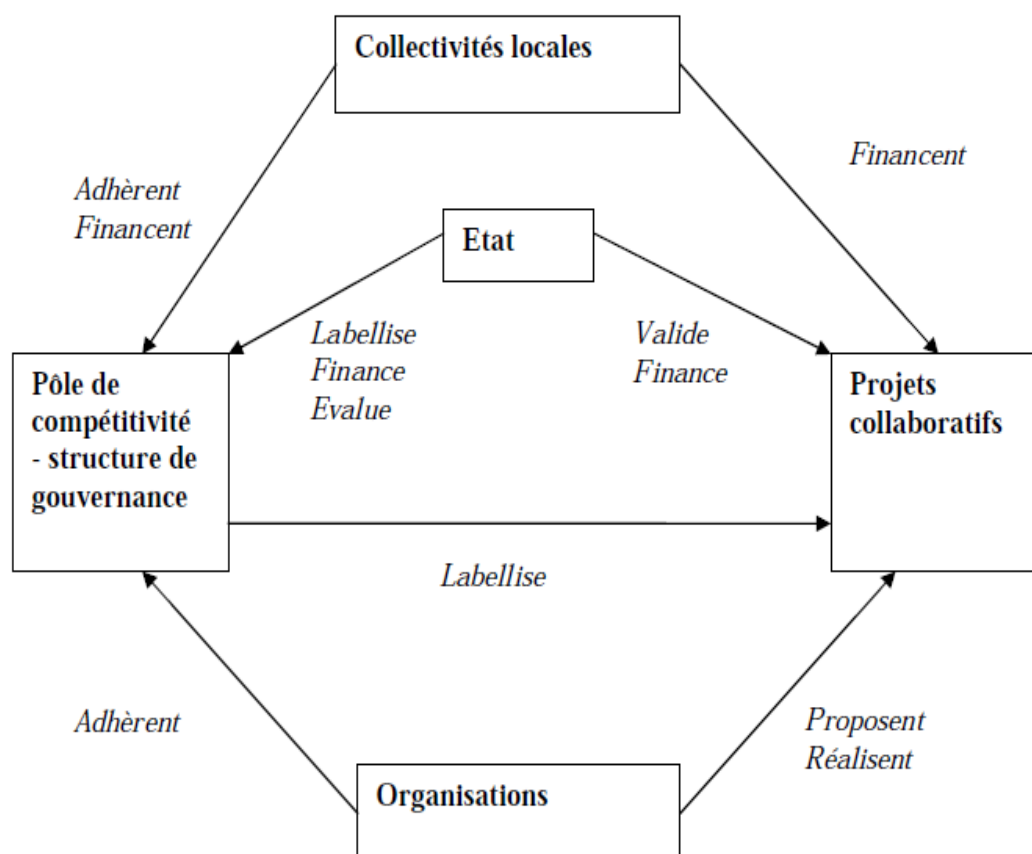 Collectivités locales
Financent
Adhèrent
Financent
Etat
Labellise
Finance
Evalue
Valide
Finance
Pôle de
compétitivité
- structure de
gouvernance
Projets
collaboratifs
Labellise
Adhèrent
Proposent
Réalisent
Organisations